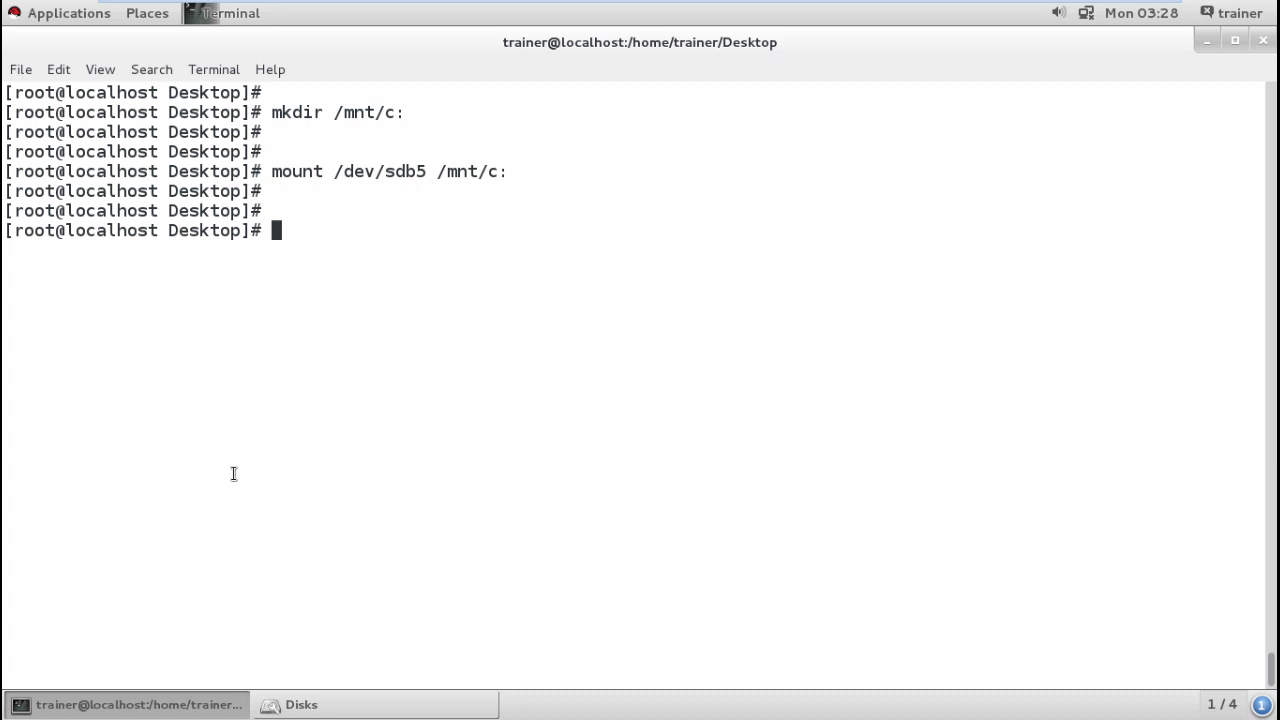 Applications Places Terminal Mon 03:28 trainer
trainer@localhost:/home/trainer/Desktop
File Edit View Search Terminal Help
[root@localhost Desktop]#
[root@localhost Desktop]# mkdir /mnt/c:
[root@localhost Desktop]#
[root@localhost Desktop]#
[root@localhost Desktop]# mount /dev/sdb5 /mnt/c:
[root@localhost Desktop]#
[root@localhost Desktop]#
[root@localhost Desktop]#
trainer@localhost:/home/trainer... Disks 1 / 4 1